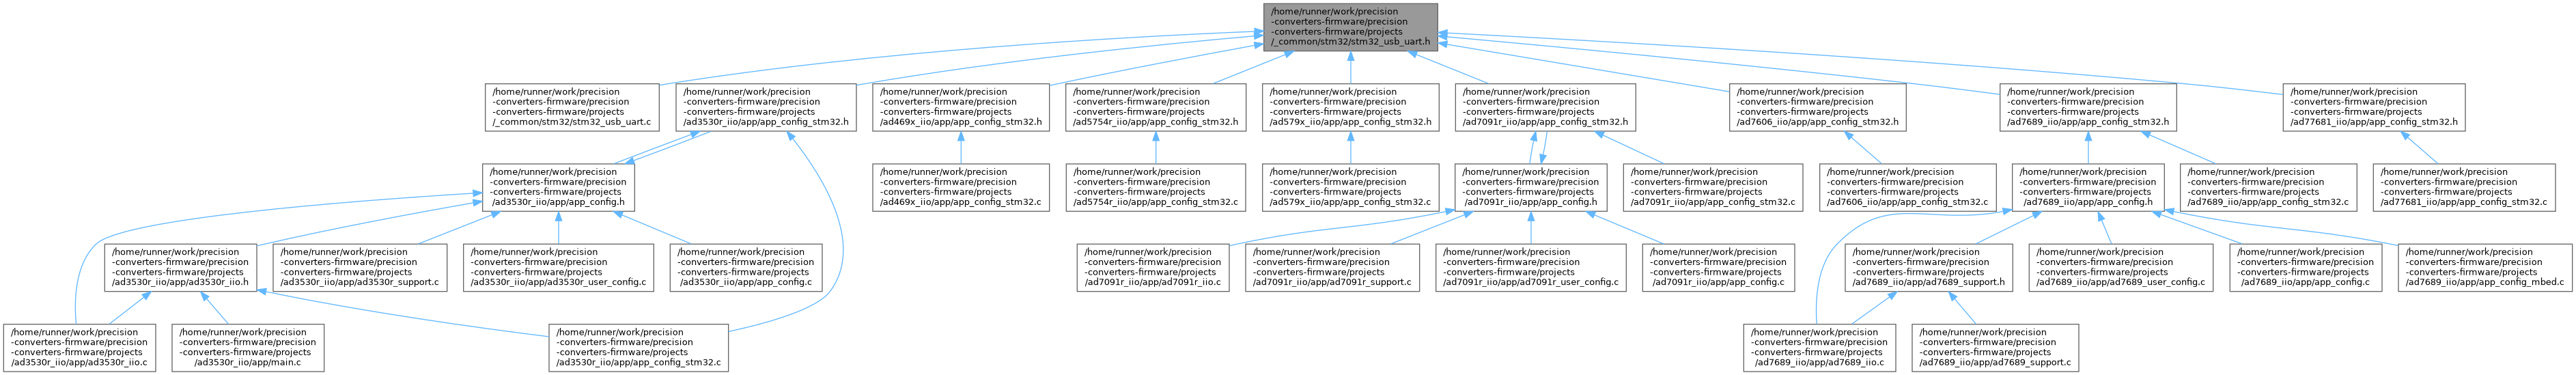 /home/runner/work/precision
-converters-firmware/precision
-converters-firmware/projects
/_common/stm32/stm32_usb_uart.h
/home/runner/work/precision
-converters-firmware/precision
-converters-firmware/projects
/_common/stm32/stm32_usb_uart.c
/home/runner/work/precision
-converters-firmware/precision
-converters-firmware/projects
/ad3530r_iio/app/app_config_stm32.h
/home/runner/work/precision
-converters-firmware/precision
-converters-firmware/projects
/ad469x_iio/app/app_config_stm32.h
/home/runner/work/precision
-converters-firmware/precision
-converters-firmware/projects
/ad5754r_iio/app/app_config_stm32.h
/home/runner/work/precision
-converters-firmware/precision
-converters-firmware/projects
/ad579x_iio/app/app_config_stm32.h
/home/runner/work/precision
-converters-firmware/precision
-converters-firmware/projects
/ad7091r_iio/app/app_config_stm32.h
/home/runner/work/precision
-converters-firmware/precision
-converters-firmware/projects
/ad7606_iio/app/app_config_stm32.h
/home/runner/work/precision
-converters-firmware/precision
-converters-firmware/projects
/ad7689_iio/app/app_config_stm32.h
/home/runner/work/precision
-converters-firmware/precision
-converters-firmware/projects
/ad77681_iio/app/app_config_stm32.h
/home/runner/work/precision
-converters-firmware/precision
-converters-firmware/projects
/ad3530r_iio/app/app_config.h
/home/runner/work/precision
-converters-firmware/precision
-converters-firmware/projects
/ad469x_iio/app/app_config_stm32.c
/home/runner/work/precision
-converters-firmware/precision
-converters-firmware/projects
/ad5754r_iio/app/app_config_stm32.c
/home/runner/work/precision
-converters-firmware/precision
-converters-firmware/projects
/ad579x_iio/app/app_config_stm32.c
/home/runner/work/precision
-converters-firmware/precision
-converters-firmware/projects
/ad7091r_iio/app/app_config.h
/home/runner/work/precision
-converters-firmware/precision
-converters-firmware/projects
/ad7091r_iio/app/app_config_stm32.c
/home/runner/work/precision
-converters-firmware/precision
-converters-firmware/projects
/ad7606_iio/app/app_config_stm32.c
/home/runner/work/precision
-converters-firmware/precision
-converters-firmware/projects
/ad7689_iio/app/app_config.h
/home/runner/work/precision
-converters-firmware/precision
-converters-firmware/projects
/ad7689_iio/app/app_config_stm32.c
/home/runner/work/precision
-converters-firmware/precision
-converters-firmware/projects
/ad77681_iio/app/app_config_stm32.c
/home/runner/work/precision
-converters-firmware/precision
-converters-firmware/projects
/ad3530r_iio/app/ad3530r_iio.h
/home/runner/work/precision
-converters-firmware/precision
-converters-firmware/projects
/ad3530r_iio/app/ad3530r_support.c
/home/runner/work/precision
-converters-firmware/precision
-converters-firmware/projects
/ad3530r_iio/app/ad3530r_user_config.c
/home/runner/work/precision
-converters-firmware/precision
-converters-firmware/projects
/ad3530r_iio/app/app_config.c
/home/runner/work/precision
-converters-firmware/precision
-converters-firmware/projects
/ad7091r_iio/app/ad7091r_iio.c
/home/runner/work/precision
-converters-firmware/precision
-converters-firmware/projects
/ad7091r_iio/app/ad7091r_support.c
/home/runner/work/precision
-converters-firmware/precision
-converters-firmware/projects
/ad7091r_iio/app/ad7091r_user_config.c
/home/runner/work/precision
-converters-firmware/precision
-converters-firmware/projects
/ad7091r_iio/app/app_config.c
/home/runner/work/precision
-converters-firmware/precision
-converters-firmware/projects
/ad7689_iio/app/ad7689_support.h
/home/runner/work/precision
-converters-firmware/precision
-converters-firmware/projects
/ad7689_iio/app/ad7689_user_config.c
/home/runner/work/precision
-converters-firmware/precision
-converters-firmware/projects
/ad7689_iio/app/app_config.c
/home/runner/work/precision
-converters-firmware/precision
-converters-firmware/projects
/ad7689_iio/app/app_config_mbed.c
/home/runner/work/precision
-converters-firmware/precision
-converters-firmware/projects
/ad3530r_iio/app/ad3530r_iio.c
/home/runner/work/precision
-converters-firmware/precision
-converters-firmware/projects
/ad3530r_iio/app/main.c
/home/runner/work/precision
-converters-firmware/precision
-converters-firmware/projects
/ad3530r_iio/app/app_config_stm32.c
/home/runner/work/precision
-converters-firmware/precision
-converters-firmware/projects
/ad7689_iio/app/ad7689_iio.c
/home/runner/work/precision
-converters-firmware/precision
-converters-firmware/projects
/ad7689_iio/app/ad7689_support.c